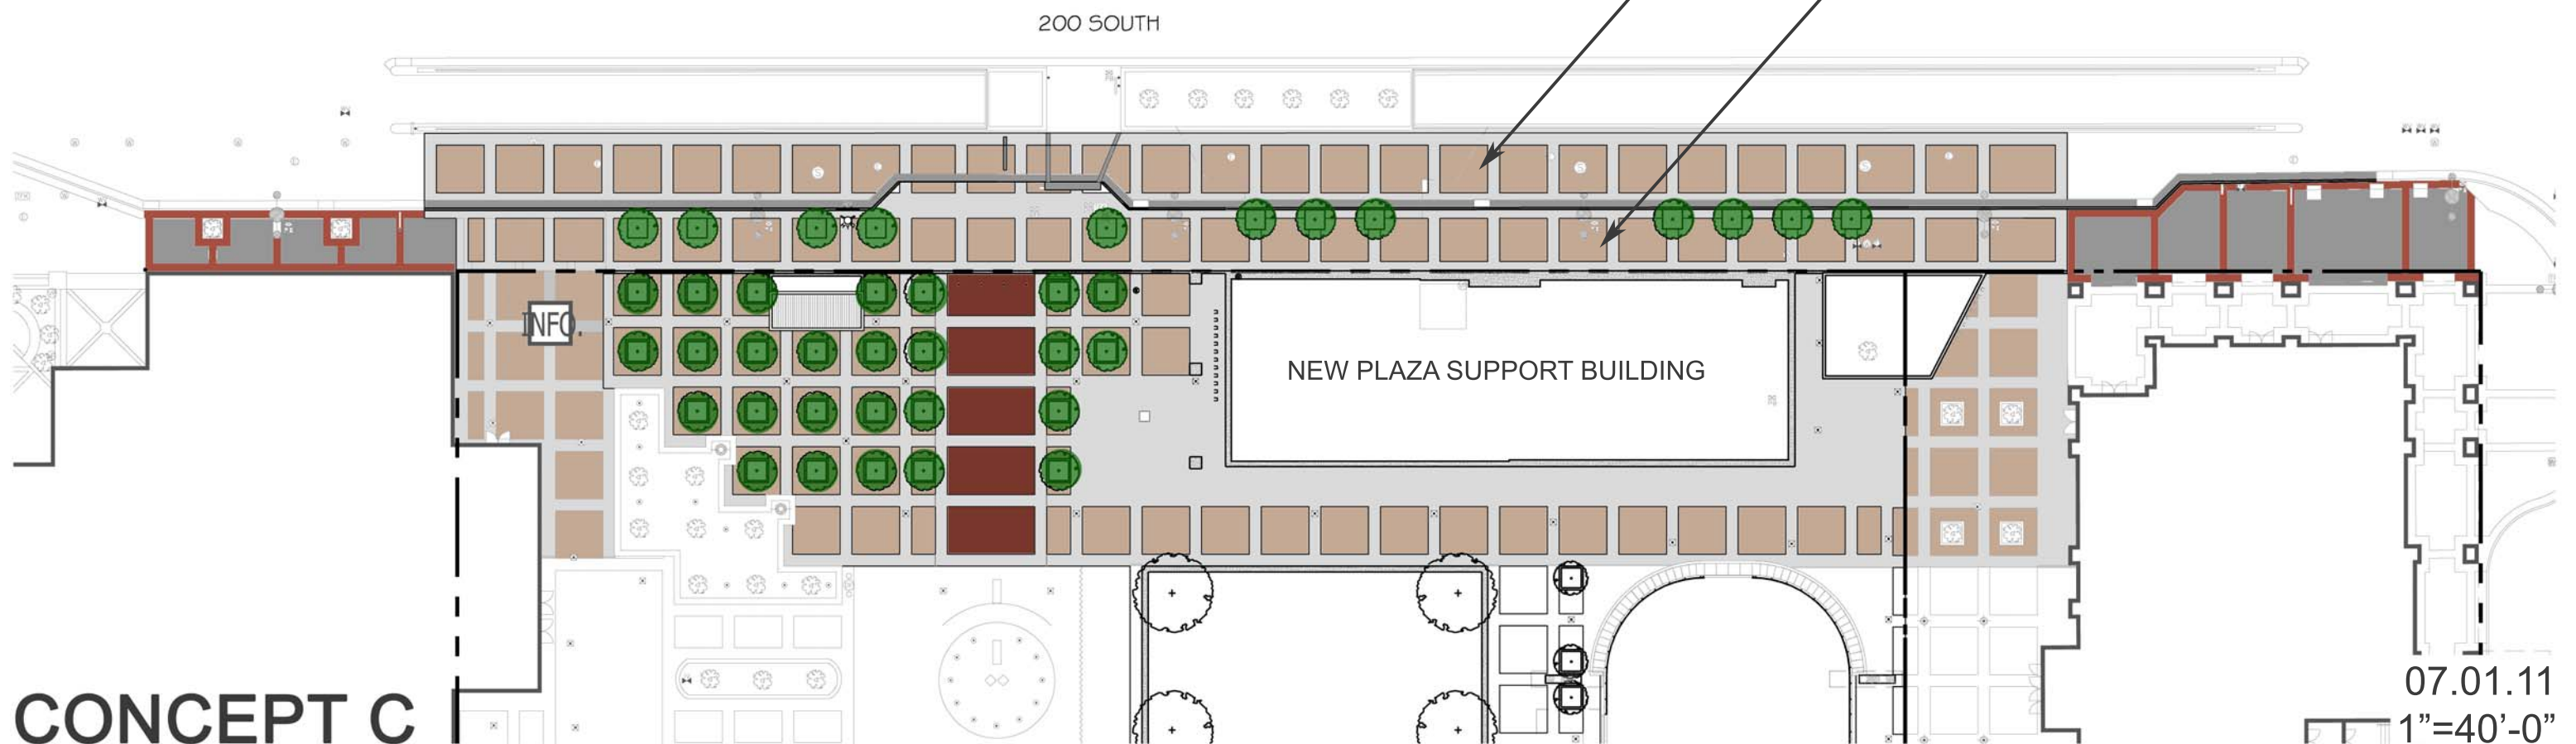 200 SOUTH
INFO.
NEW PLAZA SUPPORT BUILDING
CONCEPT C
07.01.11
1”=40’-0”